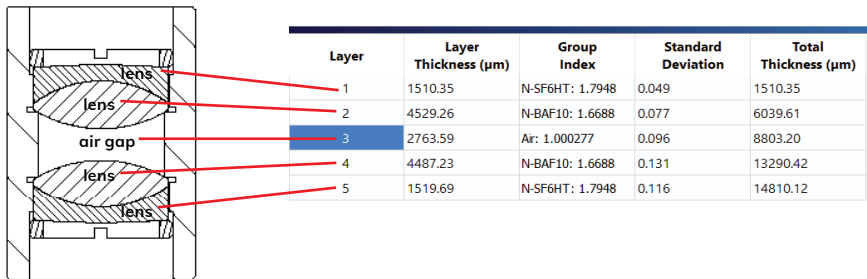 lens
lens
air gap
lens
lens
Layer Layer Thickness (µm) Group Index Standard Deviation Total Thickness (µm)
1 1510.35 N-SF6HT: 1.7948 0.049 1510.35
2 4529.26 N-BAF10: 1.6688 0.077 6039.61
3 2763.59 Air: 1.000277 0.096 8803.20
4 4487.23 N-BAF10: 1.6688 0.131 13290.42
5 1519.69 N-SF6HT: 1.7948 0.116 14810.12